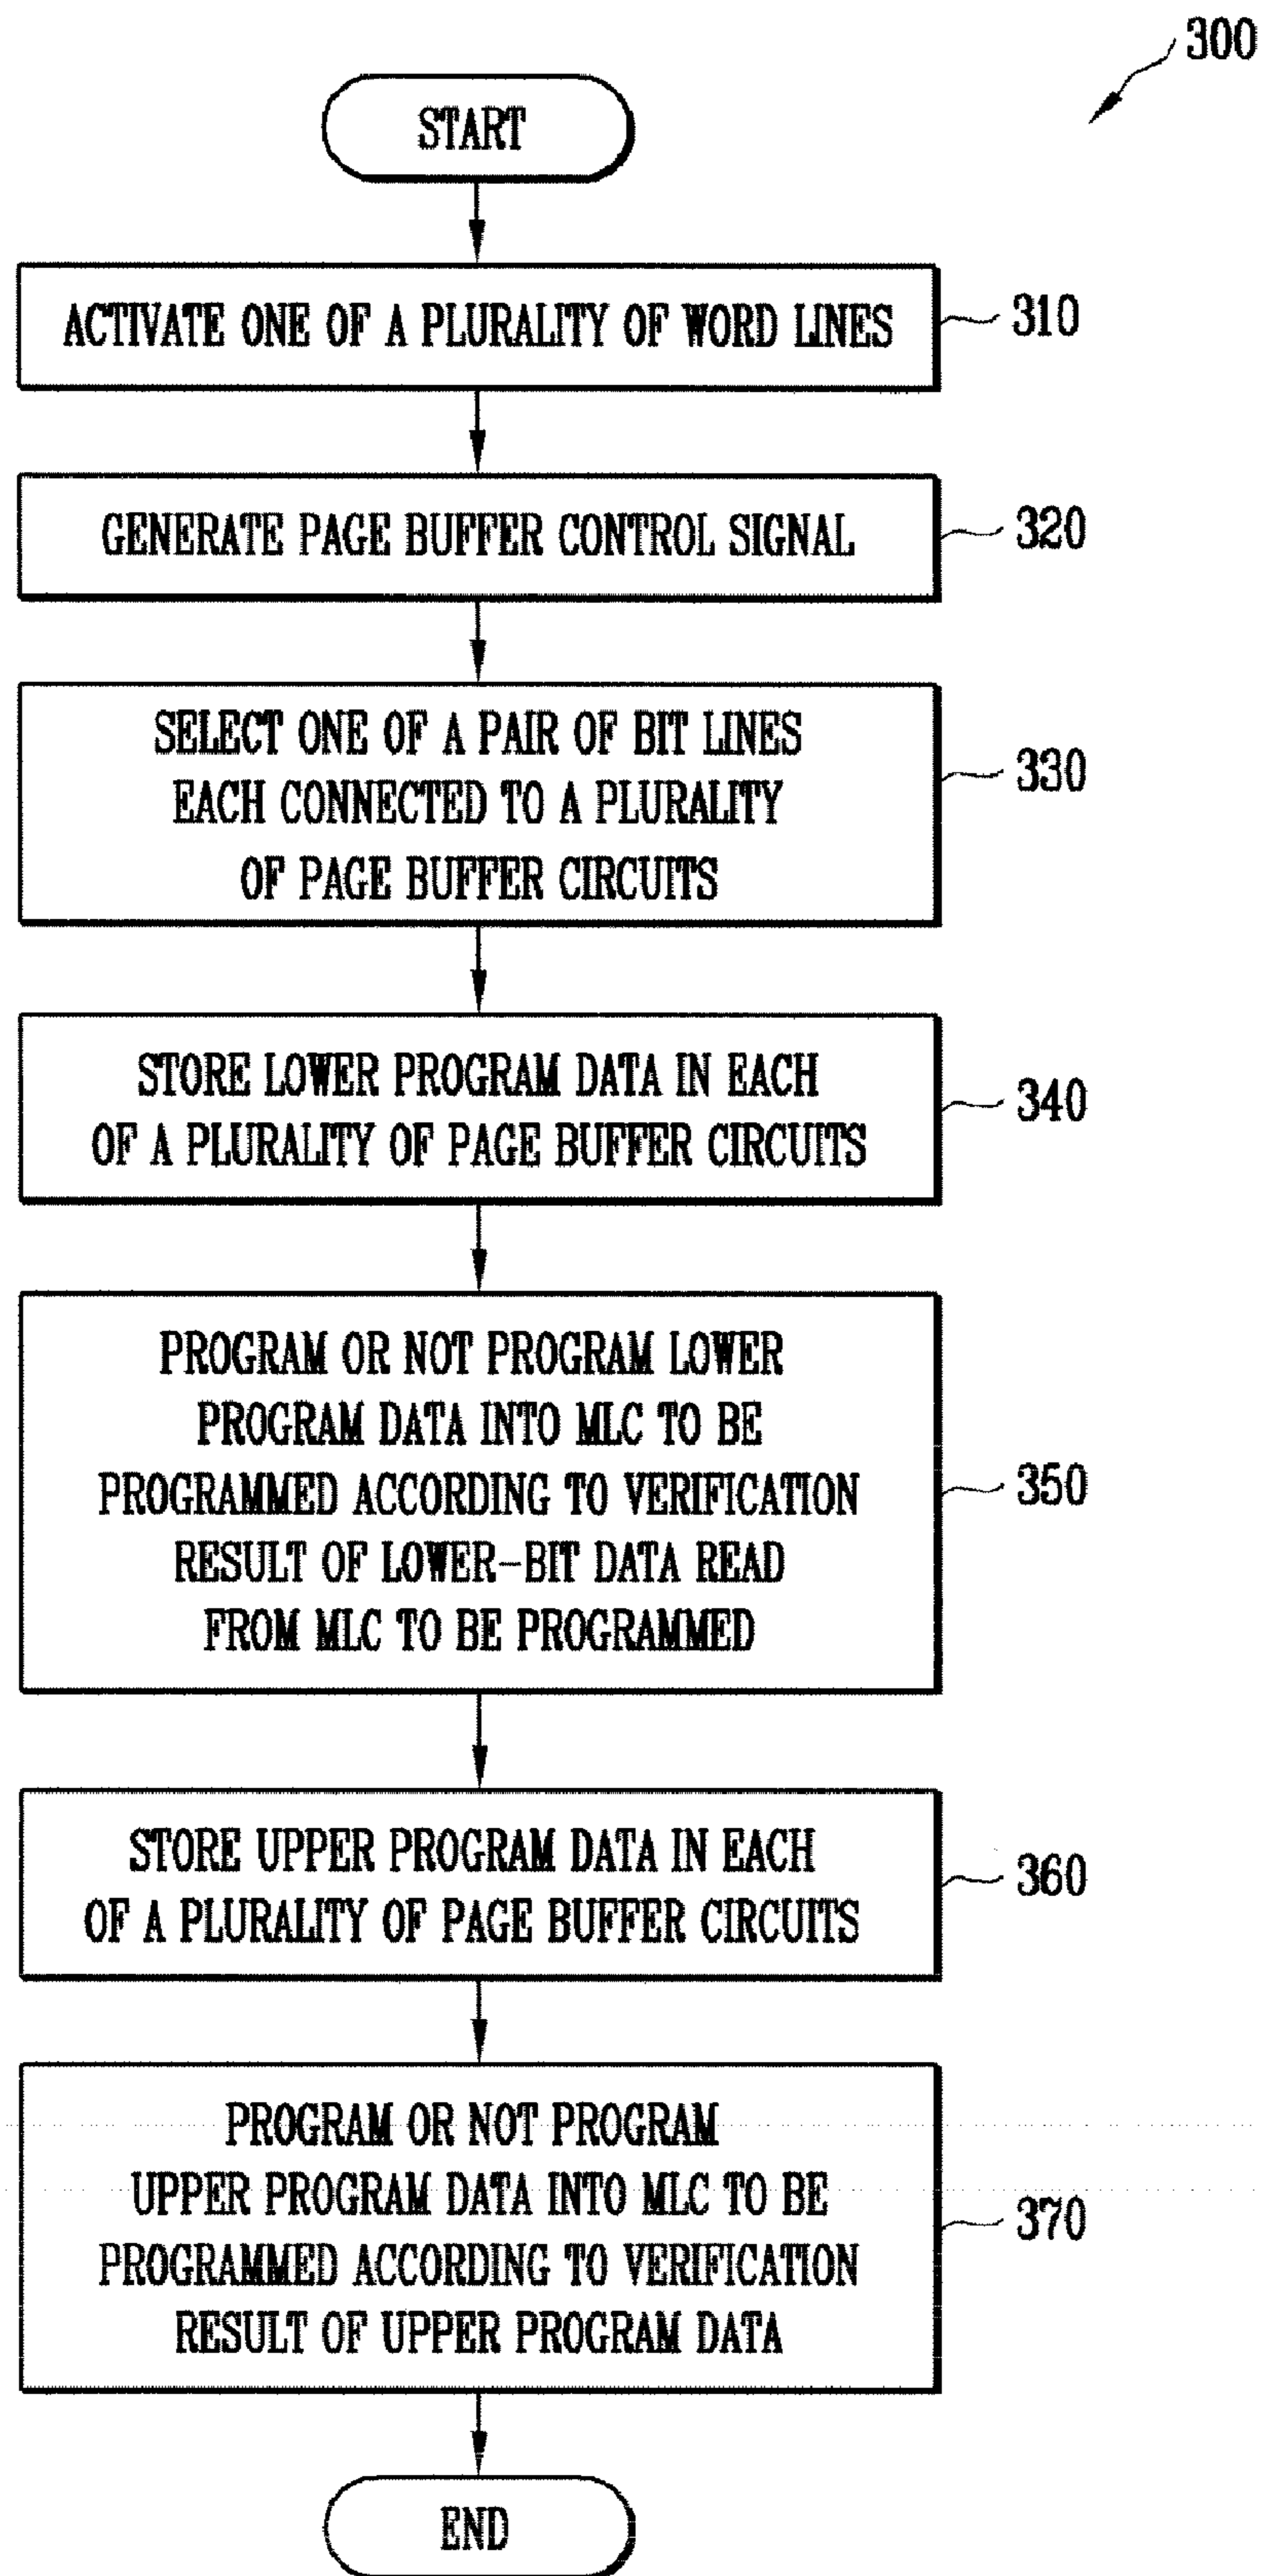 300
START
ACTIVATE ONE OF A PLURALITY OF WORD LINES
310
GENERATE PAGE BUFFER CONTROL SIGNAL
320
SELECT ONE OF A PAIR OF BIT LINES
EACH CONNECTED TO A PLURALITY
OF PAGE BUFFER CIRCUITS
330
STORE LOWER PROGRAM DATA IN EACH
OF A PLURALITY OF PAGE BUFFER CIRCUITS
340
PROGRAM OR NOT PROGRAM LOWER
PROGRAM DATA INTO MLC TO BE
PROGRAMMED ACCORDING TO VERIFICATION
RESULT OF LOWER-BIT DATA READ
FROM MLC TO BE PROGRAMMED
350
STORE UPPER PROGRAM DATA IN EACH
OF A PLURALITY OF PAGE BUFFER CIRCUITS
360
PROGRAM OR NOT PROGRAM
UPPER PROGRAM DATA INTO MLC TO BE
PROGRAMMED ACCORDING TO VERIFICATION
RESULT OF UPPER PROGRAM DATA
370
END